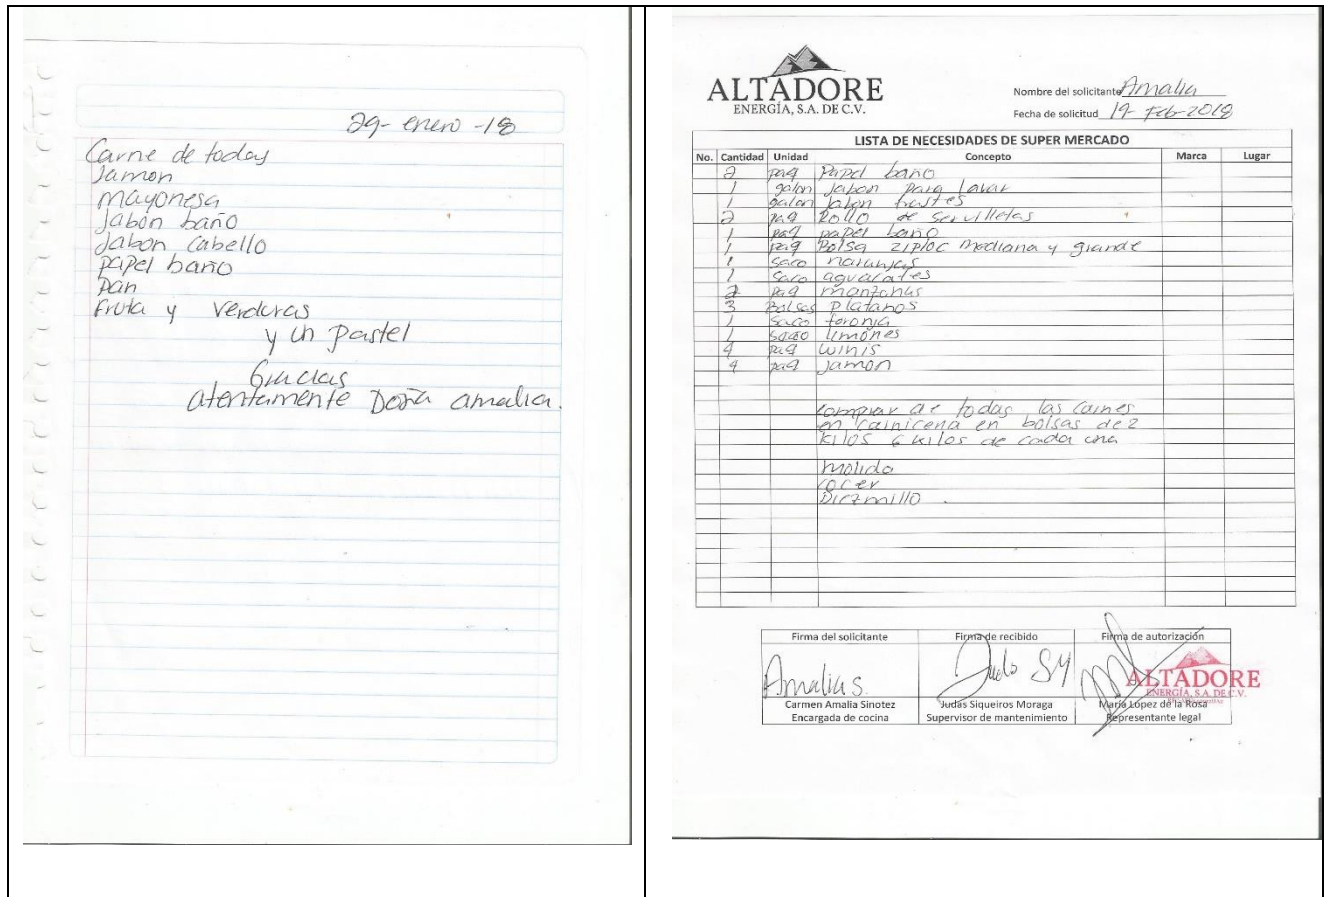 29-enero-18
Carne de todas
Jamon
mayonesa
Jabon baño
Jabon Cabello
papel baño
Pan
Fruta y Verduras
y un pastel
Gracias
atentamente Doña amalia.
ALTADORE
ENERGÍA, S.A. DE C.V.
Nombre del solicitante Amalia
Fecha de solicitud 19-Feb-2018
LISTA DE NECESIDADES DE SUPER MERCADO
No. Cantidad Unidad Concepto Marca Lugar
2 paq Papel baño
1 galon Jabon para lavar
1 galon Jabon trastes
2 paq Rollo de servilletas
1 paq papel baño
1 paq Bolsa ziploc mediana y grande
1 saco naranjas
1 saco aguacates
2 paq manzanas
3 Bolsas Platanos
1 saco toronja
1 saco limones
4 paq winis
4 paq Jamon
comprar de todas las carnes
en carniceria en bolsas de 2
kilos 6 kilos de cada una
molida
cocer
Diezmillo.
Firma del solicitante Firma de recibido Firma de autorización
Amalia S.
ALTADORE
ENERGÍA, S.A. DE C.V.
Carmen Amalia Sinotez Judas Siqueiros Moraga María López de la Rosa
Encargada de cocina Supervisor de mantenimiento Representante legal